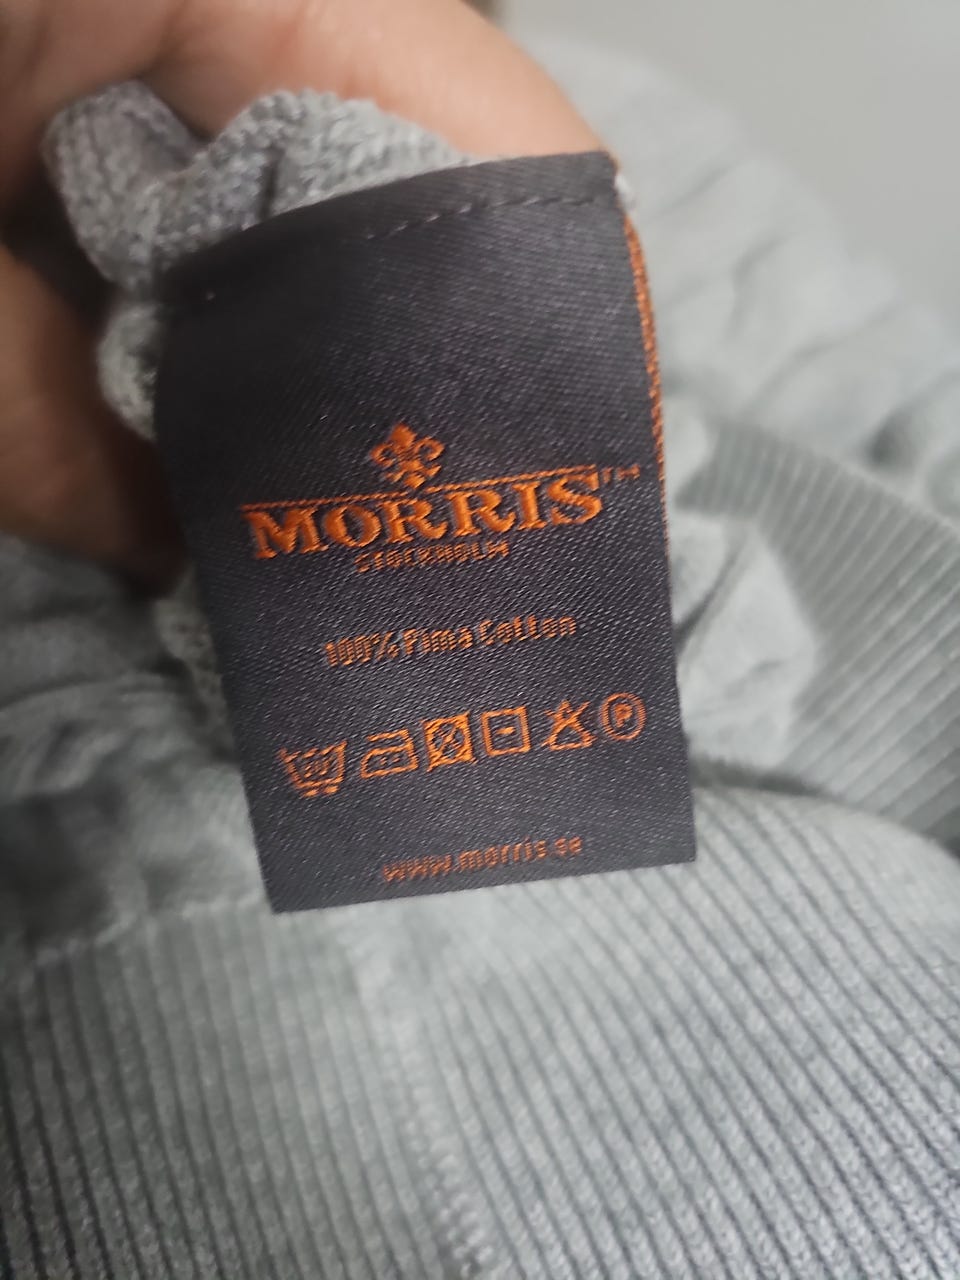 MORRIS™
STOCKHOLM
100% Pima Cotton
P
www.morris.se